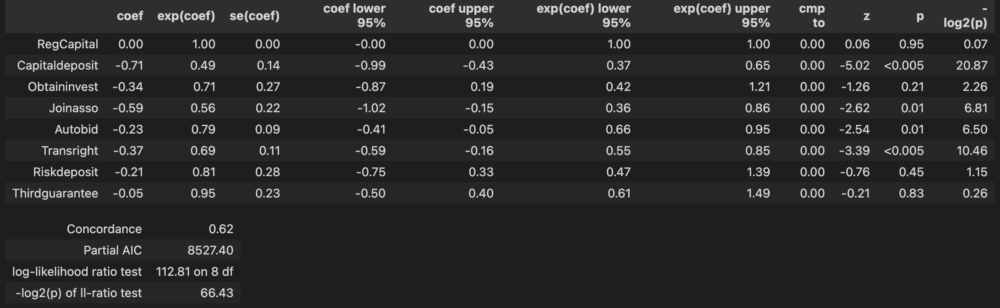 coef exp(coef) se(coef) coef lower 95% coef upper 95% exp(coef) lower 95% exp(coef) upper 95% cmp to z p -log2(p)
RegCapital 0.00 1.00 0.00 -0.00 0.00 1.00 1.00 0.00 0.06 0.95 0.07
Capitaldeposit -0.71 0.49 0.14 -0.99 -0.43 0.37 0.65 0.00 -5.02 <0.005 20.87
Obtaininvest -0.34 0.71 0.27 -0.87 0.19 0.42 1.21 0.00 -1.26 0.21 2.26
Joinasso -0.59 0.56 0.22 -1.02 -0.15 0.36 0.86 0.00 -2.62 0.01 6.81
Autobid -0.23 0.79 0.09 -0.41 -0.05 0.66 0.95 0.00 -2.54 0.01 6.50
Transright -0.37 0.69 0.11 -0.59 -0.16 0.55 0.85 0.00 -3.39 <0.005 10.46
Riskdeposit -0.21 0.81 0.28 -0.75 0.33 0.47 1.39 0.00 -0.76 0.45 1.15
Thirdguarantee -0.05 0.95 0.23 -0.50 0.40 0.61 1.49 0.00 -0.21 0.83 0.26
Concordance 0.62
Partial AIC 8527.40
log-likelihood ratio test 112.81 on 8 df
-log2(p) of ll-ratio test 66.43